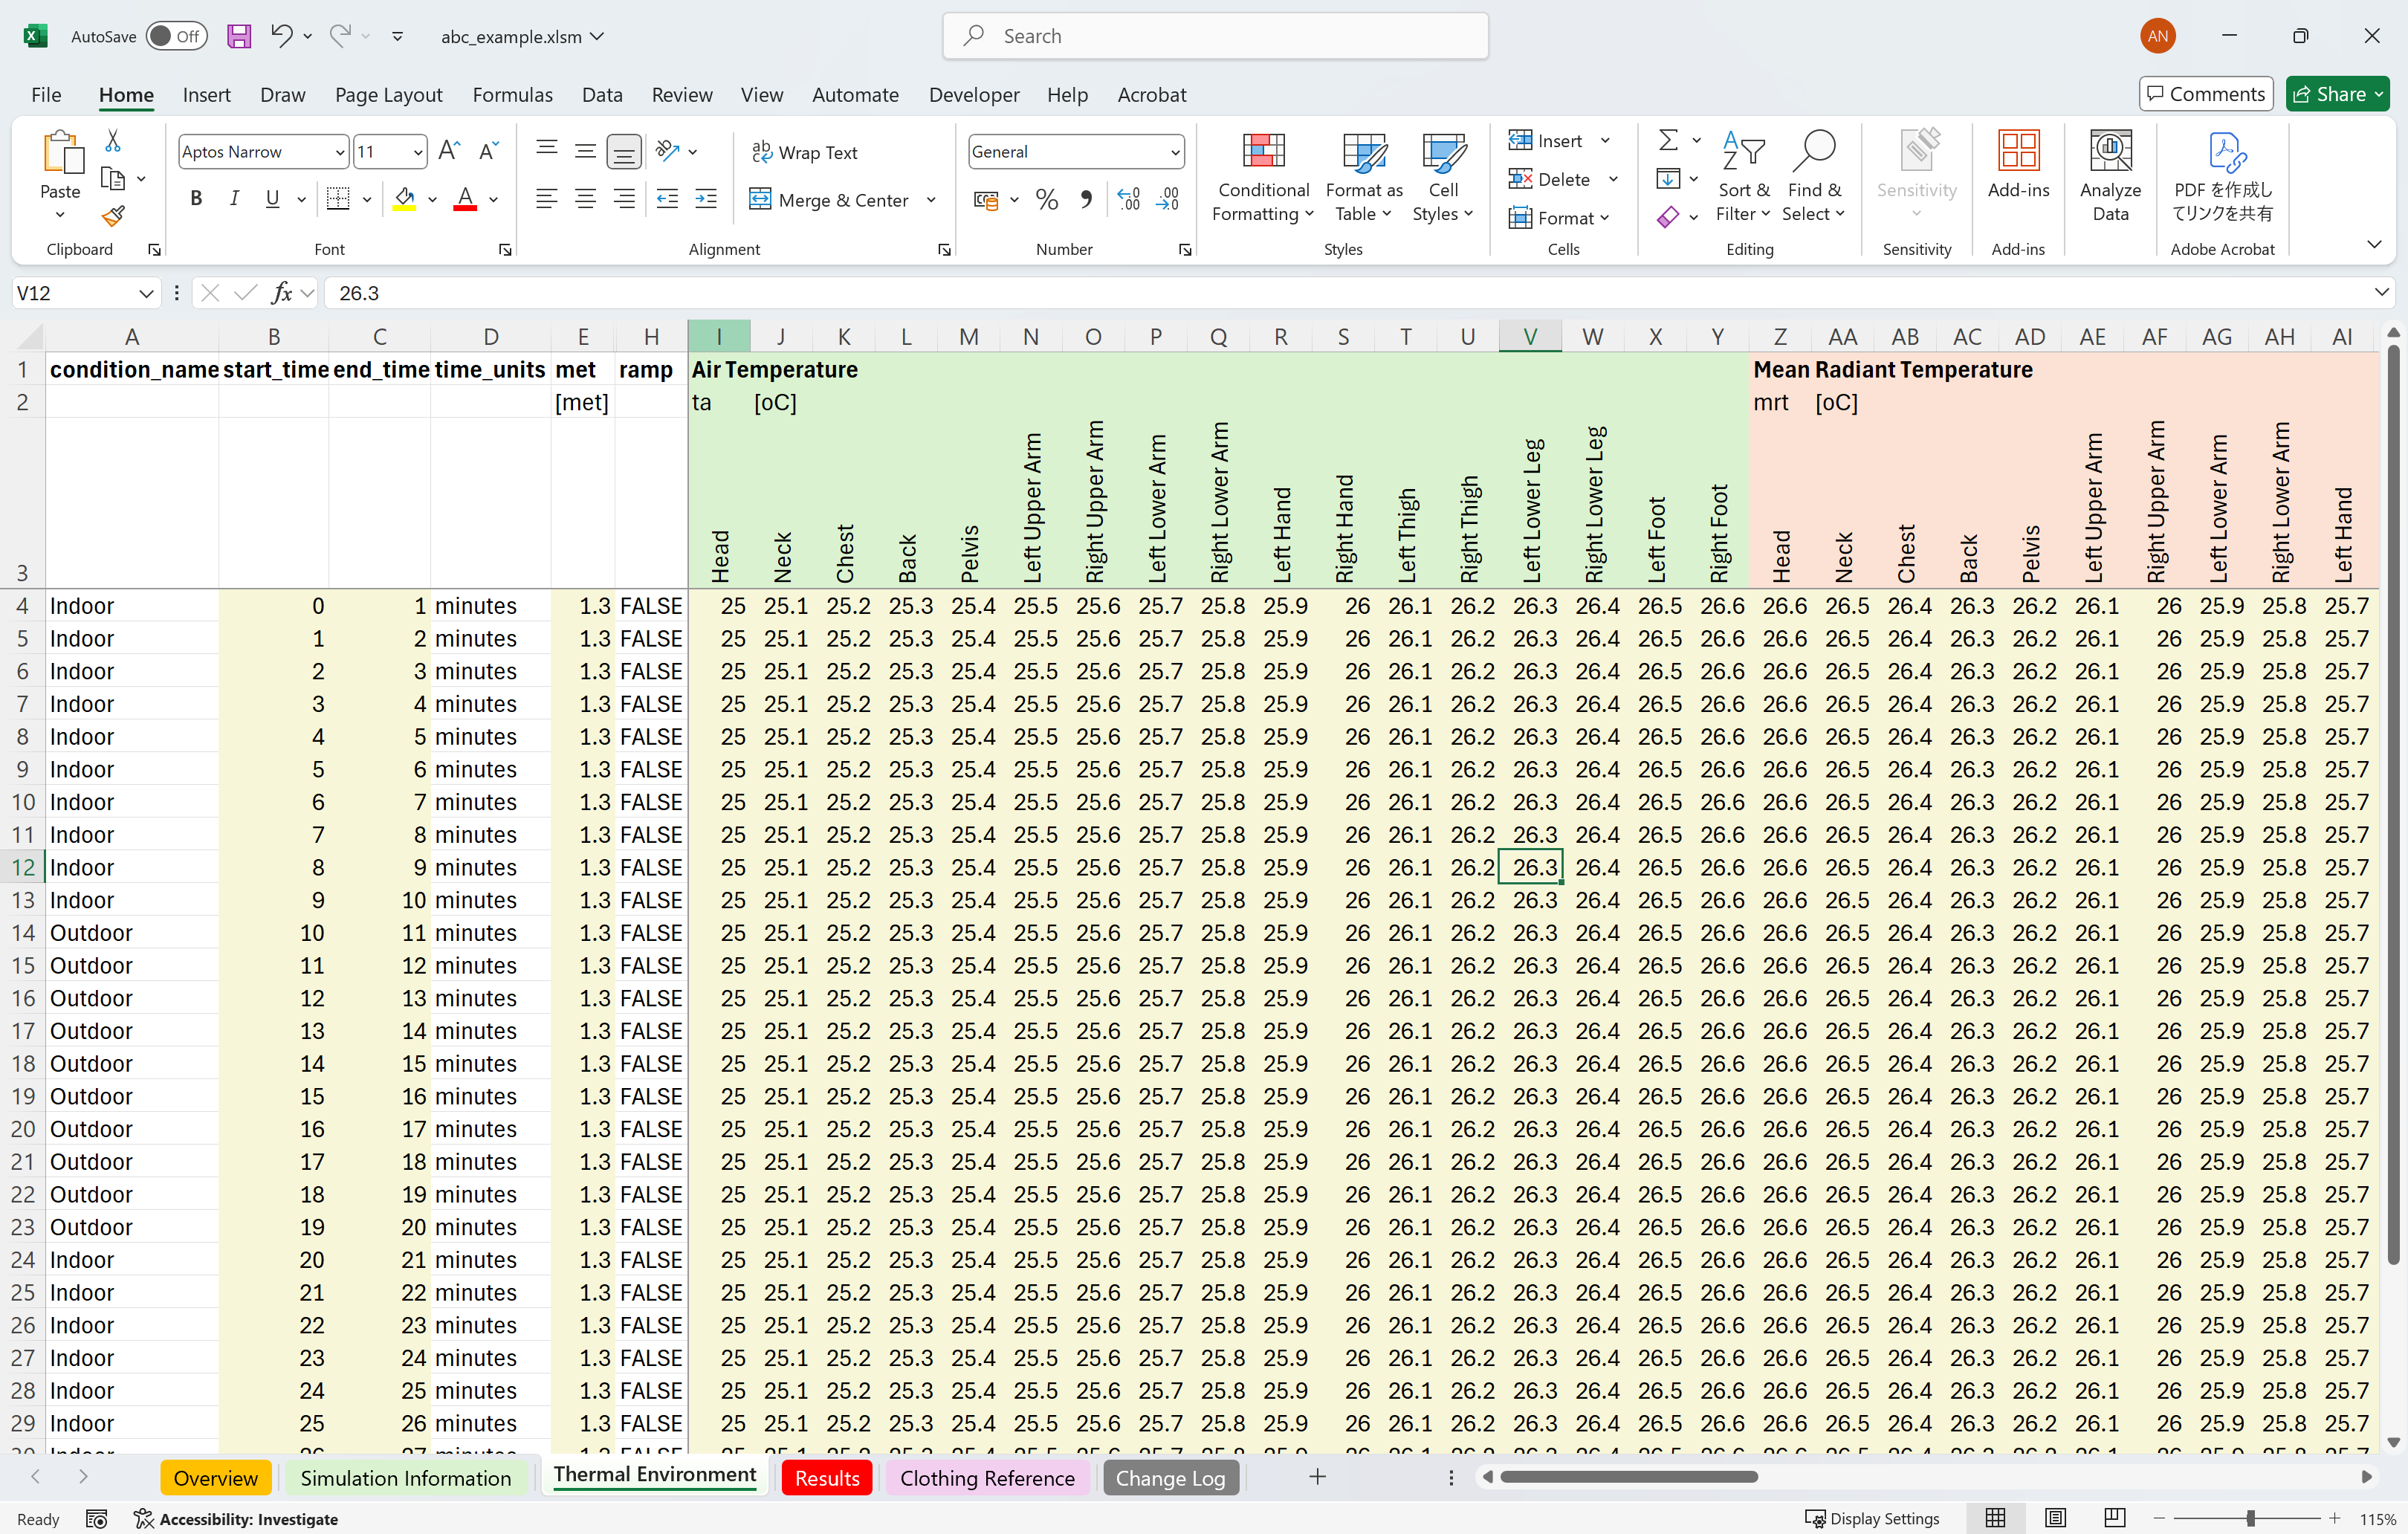 AutoSave Off abc_example.xlsm Search AN
File Home Insert Draw Page Layout Formulas Data Review View Automate Developer Help Acrobat Comments Share
Paste Aptos Narrow 11 B I U Wrap Text Merge & Center General Conditional Formatting Format as Table Cell Styles Insert Delete Format Sort & Filter Find & Select Sensitivity Add-ins Analyze Data PDF を作成し てリンクを共有
Clipboard Font Alignment Number Styles Cells Editing Sensitivity Add-ins Adobe Acrobat
V12 fx 26.3
A B C D E H I J K L M N O P Q R S T U V W X Y Z AA AB AC AD AE AF AG AH AI
1 condition_name start_time end_time time_units met ramp Air Temperature Mean Radiant Temperature
2 [met] ta [oC] mrt [oC]
3 Head Neck Chest Back Pelvis Left Upper Arm Right Upper Arm Left Lower Arm Right Lower Arm Left Hand Right Hand Left Thigh Right Thigh Left Lower Leg Right Lower Leg Left Foot Right Foot Head Neck Chest Back Pelvis Left Upper Arm Right Upper Arm Left Lower Arm Right Lower Arm Left Hand
4 Indoor 0 1 minutes 1.3 FALSE 25 25.1 25.2 25.3 25.4 25.5 25.6 25.7 25.8 25.9 26 26.1 26.2 26.3 26.4 26.5 26.6 26.6 26.5 26.4 26.3 26.2 26.1 26 25.9 25.8 25.7
5 Indoor 1 2 minutes 1.3 FALSE 25 25.1 25.2 25.3 25.4 25.5 25.6 25.7 25.8 25.9 26 26.1 26.2 26.3 26.4 26.5 26.6 26.6 26.5 26.4 26.3 26.2 26.1 26 25.9 25.8 25.7
6 Indoor 2 3 minutes 1.3 FALSE 25 25.1 25.2 25.3 25.4 25.5 25.6 25.7 25.8 25.9 26 26.1 26.2 26.3 26.4 26.5 26.6 26.6 26.5 26.4 26.3 26.2 26.1 26 25.9 25.8 25.7
7 Indoor 3 4 minutes 1.3 FALSE 25 25.1 25.2 25.3 25.4 25.5 25.6 25.7 25.8 25.9 26 26.1 26.2 26.3 26.4 26.5 26.6 26.6 26.5 26.4 26.3 26.2 26.1 26 25.9 25.8 25.7
8 Indoor 4 5 minutes 1.3 FALSE 25 25.1 25.2 25.3 25.4 25.5 25.6 25.7 25.8 25.9 26 26.1 26.2 26.3 26.4 26.5 26.6 26.6 26.5 26.4 26.3 26.2 26.1 26 25.9 25.8 25.7
9 Indoor 5 6 minutes 1.3 FALSE 25 25.1 25.2 25.3 25.4 25.5 25.6 25.7 25.8 25.9 26 26.1 26.2 26.3 26.4 26.5 26.6 26.6 26.5 26.4 26.3 26.2 26.1 26 25.9 25.8 25.7
10 Indoor 6 7 minutes 1.3 FALSE 25 25.1 25.2 25.3 25.4 25.5 25.6 25.7 25.8 25.9 26 26.1 26.2 26.3 26.4 26.5 26.6 26.6 26.5 26.4 26.3 26.2 26.1 26 25.9 25.8 25.7
11 Indoor 7 8 minutes 1.3 FALSE 25 25.1 25.2 25.3 25.4 25.5 25.6 25.7 25.8 25.9 26 26.1 26.2 26.3 26.4 26.5 26.6 26.6 26.5 26.4 26.3 26.2 26.1 26 25.9 25.8 25.7
12 Indoor 8 9 minutes 1.3 FALSE 25 25.1 25.2 25.3 25.4 25.5 25.6 25.7 25.8 25.9 26 26.1 26.2 26.3 26.4 26.5 26.6 26.6 26.5 26.4 26.3 26.2 26.1 26 25.9 25.8 25.7
13 Indoor 9 10 minutes 1.3 FALSE 25 25.1 25.2 25.3 25.4 25.5 25.6 25.7 25.8 25.9 26 26.1 26.2 26.3 26.4 26.5 26.6 26.6 26.5 26.4 26.3 26.2 26.1 26 25.9 25.8 25.7
14 Outdoor 10 11 minutes 1.3 FALSE 25 25.1 25.2 25.3 25.4 25.5 25.6 25.7 25.8 25.9 26 26.1 26.2 26.3 26.4 26.5 26.6 26.6 26.5 26.4 26.3 26.2 26.1 26 25.9 25.8 25.7
15 Outdoor 11 12 minutes 1.3 FALSE 25 25.1 25.2 25.3 25.4 25.5 25.6 25.7 25.8 25.9 26 26.1 26.2 26.3 26.4 26.5 26.6 26.6 26.5 26.4 26.3 26.2 26.1 26 25.9 25.8 25.7
16 Outdoor 12 13 minutes 1.3 FALSE 25 25.1 25.2 25.3 25.4 25.5 25.6 25.7 25.8 25.9 26 26.1 26.2 26.3 26.4 26.5 26.6 26.6 26.5 26.4 26.3 26.2 26.1 26 25.9 25.8 25.7
17 Outdoor 13 14 minutes 1.3 FALSE 25 25.1 25.2 25.3 25.4 25.5 25.6 25.7 25.8 25.9 26 26.1 26.2 26.3 26.4 26.5 26.6 26.6 26.5 26.4 26.3 26.2 26.1 26 25.9 25.8 25.7
18 Outdoor 14 15 minutes 1.3 FALSE 25 25.1 25.2 25.3 25.4 25.5 25.6 25.7 25.8 25.9 26 26.1 26.2 26.3 26.4 26.5 26.6 26.6 26.5 26.4 26.3 26.2 26.1 26 25.9 25.8 25.7
19 Outdoor 15 16 minutes 1.3 FALSE 25 25.1 25.2 25.3 25.4 25.5 25.6 25.7 25.8 25.9 26 26.1 26.2 26.3 26.4 26.5 26.6 26.6 26.5 26.4 26.3 26.2 26.1 26 25.9 25.8 25.7
20 Outdoor 16 17 minutes 1.3 FALSE 25 25.1 25.2 25.3 25.4 25.5 25.6 25.7 25.8 25.9 26 26.1 26.2 26.3 26.4 26.5 26.6 26.6 26.5 26.4 26.3 26.2 26.1 26 25.9 25.8 25.7
21 Outdoor 17 18 minutes 1.3 FALSE 25 25.1 25.2 25.3 25.4 25.5 25.6 25.7 25.8 25.9 26 26.1 26.2 26.3 26.4 26.5 26.6 26.6 26.5 26.4 26.3 26.2 26.1 26 25.9 25.8 25.7
22 Outdoor 18 19 minutes 1.3 FALSE 25 25.1 25.2 25.3 25.4 25.5 25.6 25.7 25.8 25.9 26 26.1 26.2 26.3 26.4 26.5 26.6 26.6 26.5 26.4 26.3 26.2 26.1 26 25.9 25.8 25.7
23 Outdoor 19 20 minutes 1.3 FALSE 25 25.1 25.2 25.3 25.4 25.5 25.6 25.7 25.8 25.9 26 26.1 26.2 26.3 26.4 26.5 26.6 26.6 26.5 26.4 26.3 26.2 26.1 26 25.9 25.8 25.7
24 Indoor 20 21 minutes 1.3 FALSE 25 25.1 25.2 25.3 25.4 25.5 25.6 25.7 25.8 25.9 26 26.1 26.2 26.3 26.4 26.5 26.6 26.6 26.5 26.4 26.3 26.2 26.1 26 25.9 25.8 25.7
25 Indoor 21 22 minutes 1.3 FALSE 25 25.1 25.2 25.3 25.4 25.5 25.6 25.7 25.8 25.9 26 26.1 26.2 26.3 26.4 26.5 26.6 26.6 26.5 26.4 26.3 26.2 26.1 26 25.9 25.8 25.7
26 Indoor 22 23 minutes 1.3 FALSE 25 25.1 25.2 25.3 25.4 25.5 25.6 25.7 25.8 25.9 26 26.1 26.2 26.3 26.4 26.5 26.6 26.6 26.5 26.4 26.3 26.2 26.1 26 25.9 25.8 25.7
27 Indoor 23 24 minutes 1.3 FALSE 25 25.1 25.2 25.3 25.4 25.5 25.6 25.7 25.8 25.9 26 26.1 26.2 26.3 26.4 26.5 26.6 26.6 26.5 26.4 26.3 26.2 26.1 26 25.9 25.8 25.7
28 Indoor 24 25 minutes 1.3 FALSE 25 25.1 25.2 25.3 25.4 25.5 25.6 25.7 25.8 25.9 26 26.1 26.2 26.3 26.4 26.5 26.6 26.6 26.5 26.4 26.3 26.2 26.1 26 25.9 25.8 25.7
29 Indoor 25 26 minutes 1.3 FALSE 25 25.1 25.2 25.3 25.4 25.5 25.6 25.7 25.8 25.9 26 26.1 26.2 26.3 26.4 26.5 26.6 26.6 26.5 26.4 26.3 26.2 26.1 26 25.9 25.8 25.7
Overview Simulation Information Thermal Environment Results Clothing Reference Change Log
Ready Accessibility: Investigate Display Settings 115%